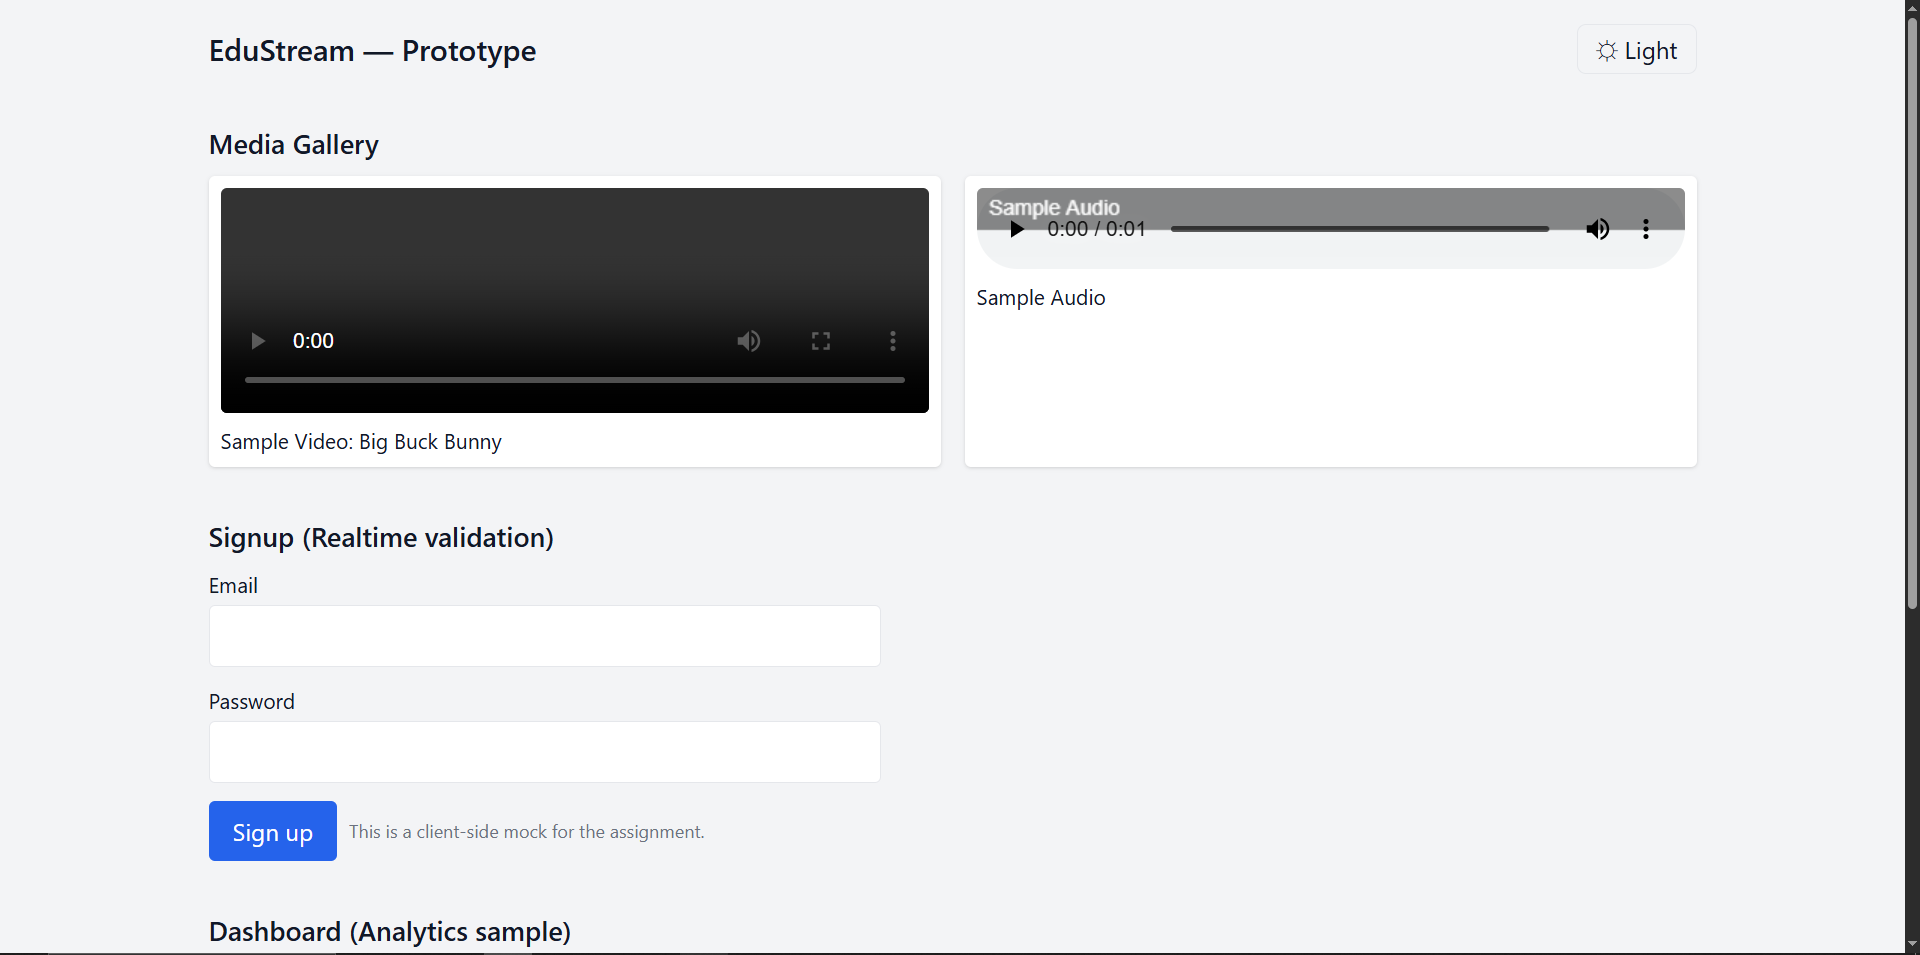 EduStream — Prototype
☼ Light
Media Gallery
0:00
Sample Video: Big Buck Bunny
Sample Audio
0:00 / 0:01
Sample Audio
Signup (Realtime validation)
Email
Password
Sign up
This is a client-side mock for the assignment.
Dashboard (Analytics sample)